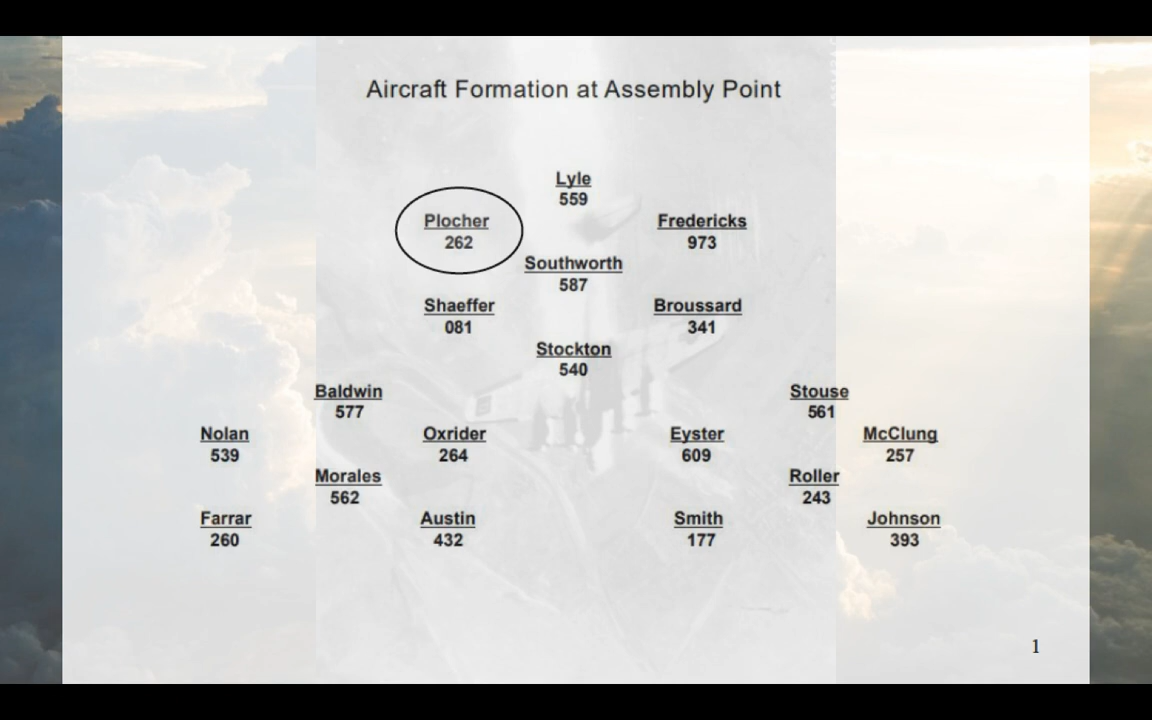 Aircraft Formation at Assembly Point
Lyle
559
Plocher
262
Fredericks
973
Southworth
587
Shaeffer
081
Broussard
341
Stockton
540
Baldwin
577
Stouse
561
Nolan
539
Oxrider
264
Eyster
609
McClung
257
Morales
562
Roller
243
Farrar
260
Austin
432
Smith
177
Johnson
393
1